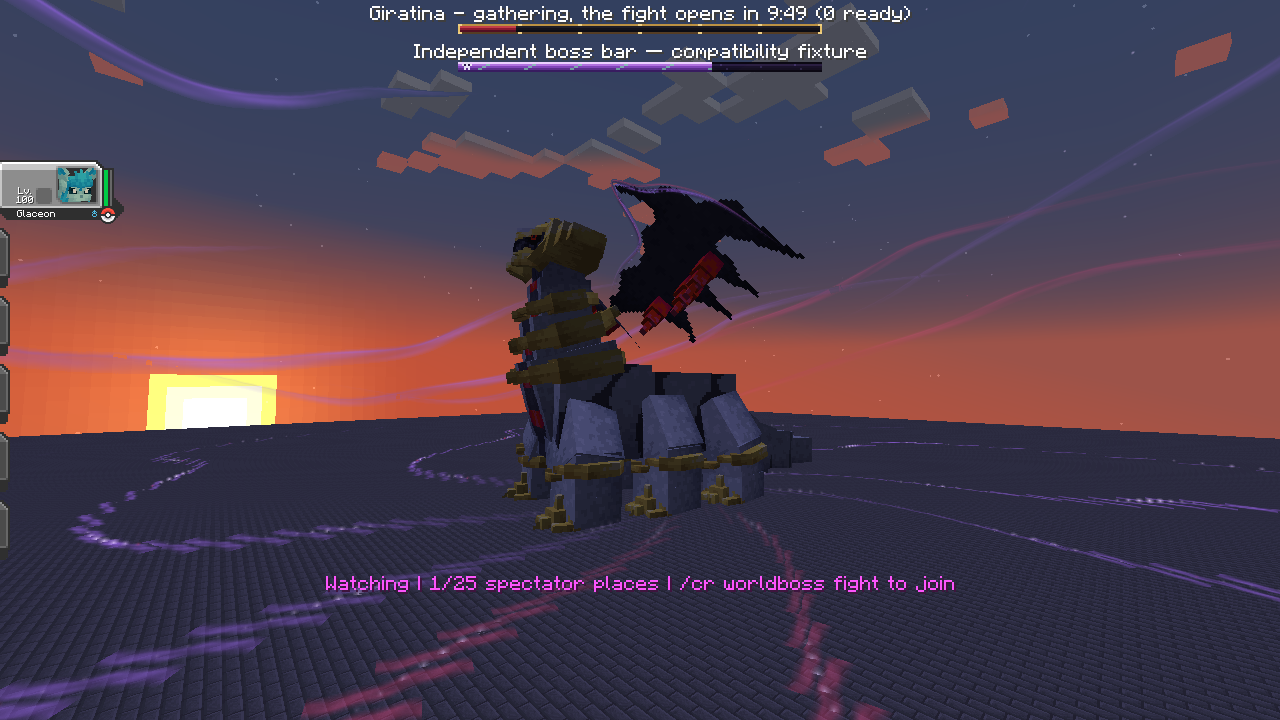 Giratina – gathering, the fight opens in 9:49 (0 ready)
Independent boss bar — compatibility fixture
Lv.
100
Glaceon
Watching | 1/25 spectator places | /cr worldboss fight to join